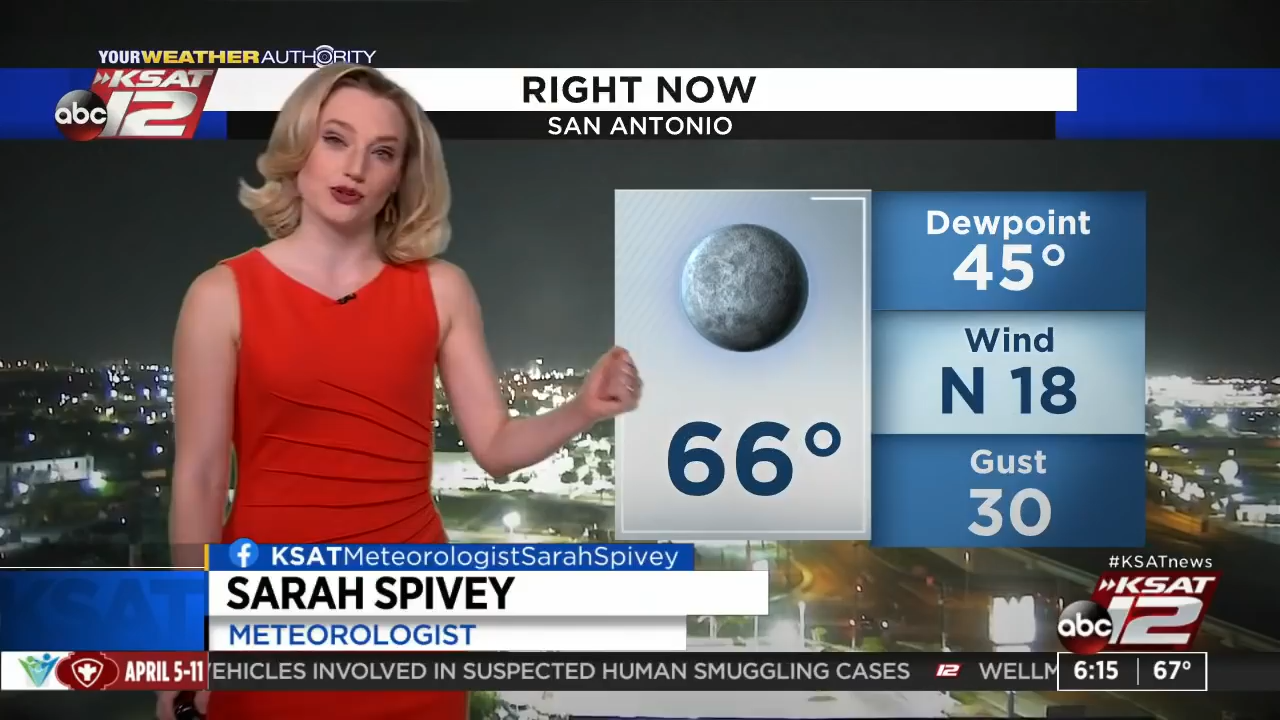 YOURWEATHERAUTHORITY
KSAT
abc 12
RIGHT NOW
SAN ANTONIO
Dewpoint
45°
Wind
N 18
66°
Gust
30
KSATMeteorologistSarahSpivey
SARAH SPIVEY
METEOROLOGIST
#KSATnews
KSAT
abc 12
KSAT
APRIL 5-11 EHICLES INVOLVED IN SUSPECTED HUMAN SMUGGLING CASES 12 WELLM 6:15 67°